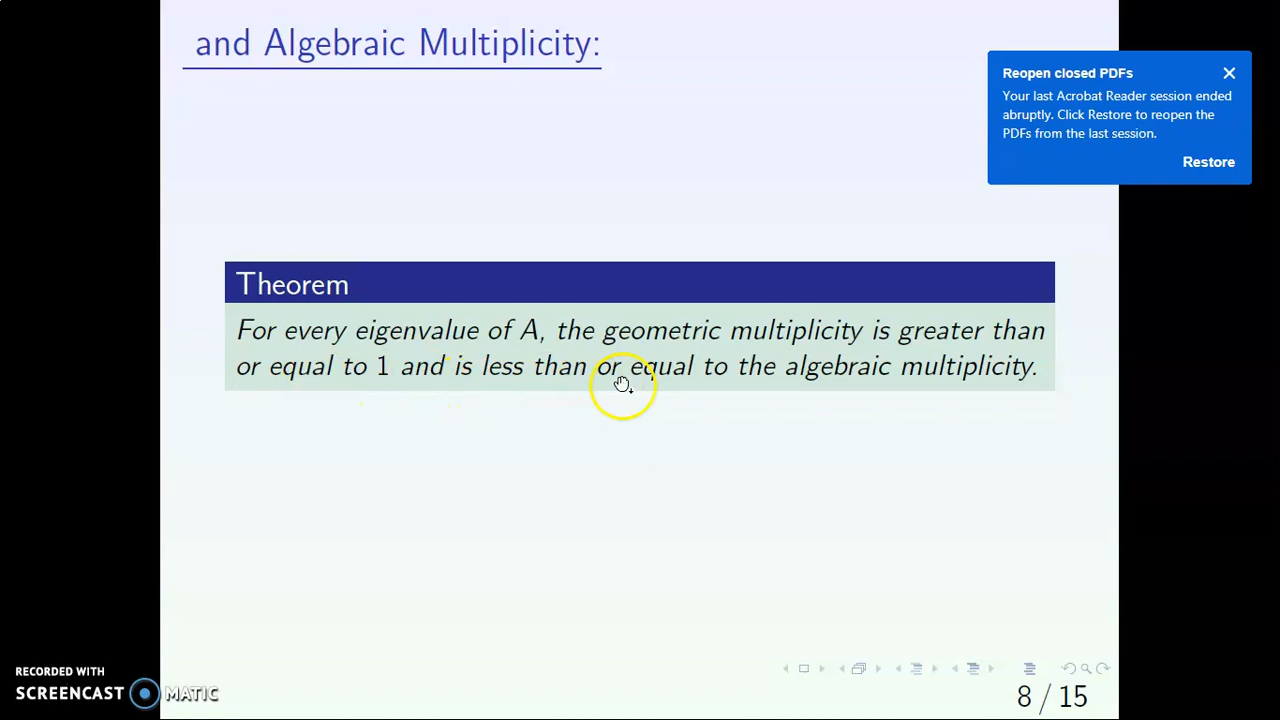 and Algebraic Multiplicity:
Reopen closed PDFs
Your last Acrobat Reader session ended
abruptly. Click Restore to reopen the
PDFs from the last session.
Restore
Theorem
For every eigenvalue of A, the geometric multiplicity is greater than
or equal to 1 and is less than or equal to the algebraic multiplicity.
RECORDED WITH
SCREENCAST MATIC
8 / 15